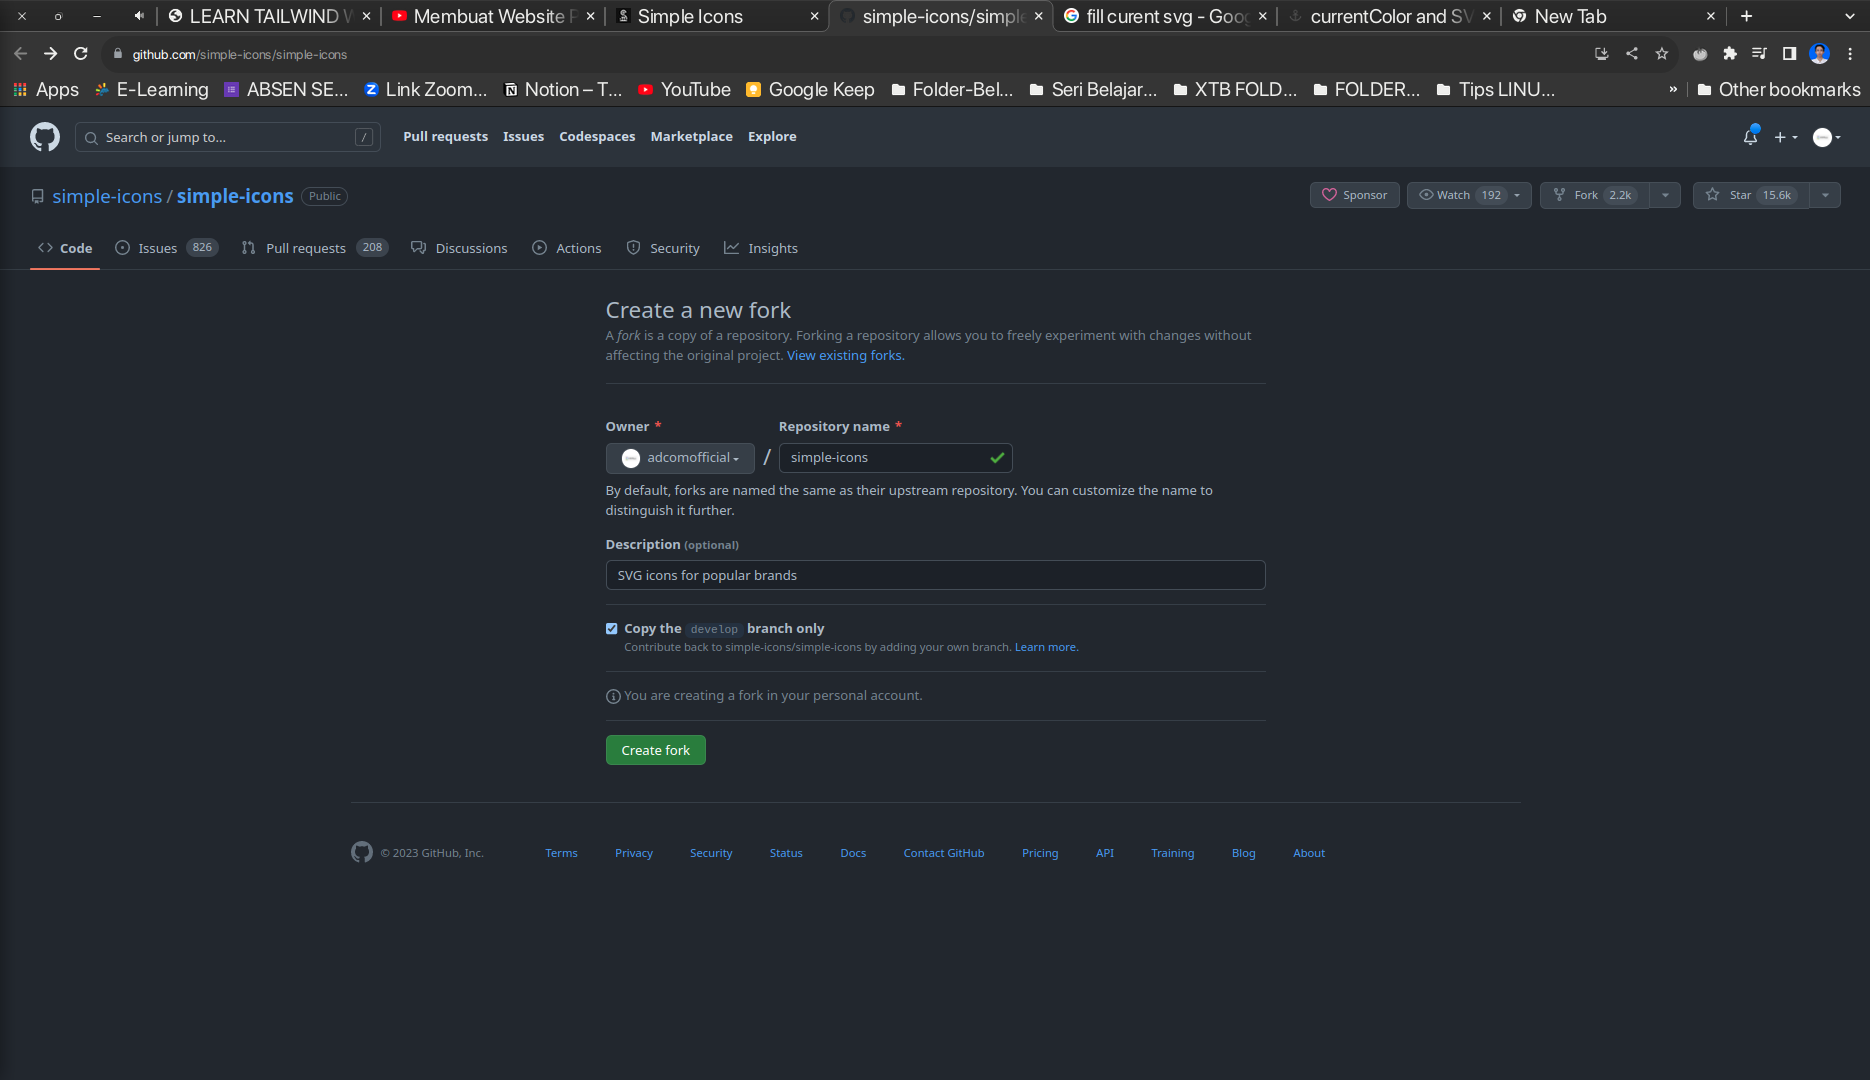 LEARN TAILWIND W
Membuat Website P
Simple Icons
simple-icons/simple
fill curent svg - Goog
currentColor and SV
New Tab
github.com/simple-icons/simple-icons
Apps
E-Learning
ABSEN SE...
Link Zoom...
Notion – T...
YouTube
Google Keep
Folder-Bel...
Seri Belajar...
XTB FOLD...
FOLDER...
Tips LINU...
»
Other bookmarks
Search or jump to...
/
Pull requests
Issues
Codespaces
Marketplace
Explore
simple-icons / simple-icons
Public
Sponsor
Watch 192
Fork 2.2k
Star 15.6k
Code
Issues 826
Pull requests 208
Discussions
Actions
Security
Insights
Create a new fork
A fork is a copy of a repository. Forking a repository allows you to freely experiment with changes without
affecting the original project. View existing forks.
Owner *
Repository name *
adcomofficial
/
simple-icons
By default, forks are named the same as their upstream repository. You can customize the name to
distinguish it further.
Description (optional)
SVG icons for popular brands
Copy the develop branch only
Contribute back to simple-icons/simple-icons by adding your own branch. Learn more.
You are creating a fork in your personal account.
Create fork
© 2023 GitHub, Inc.
Terms
Privacy
Security
Status
Docs
Contact GitHub
Pricing
API
Training
Blog
About